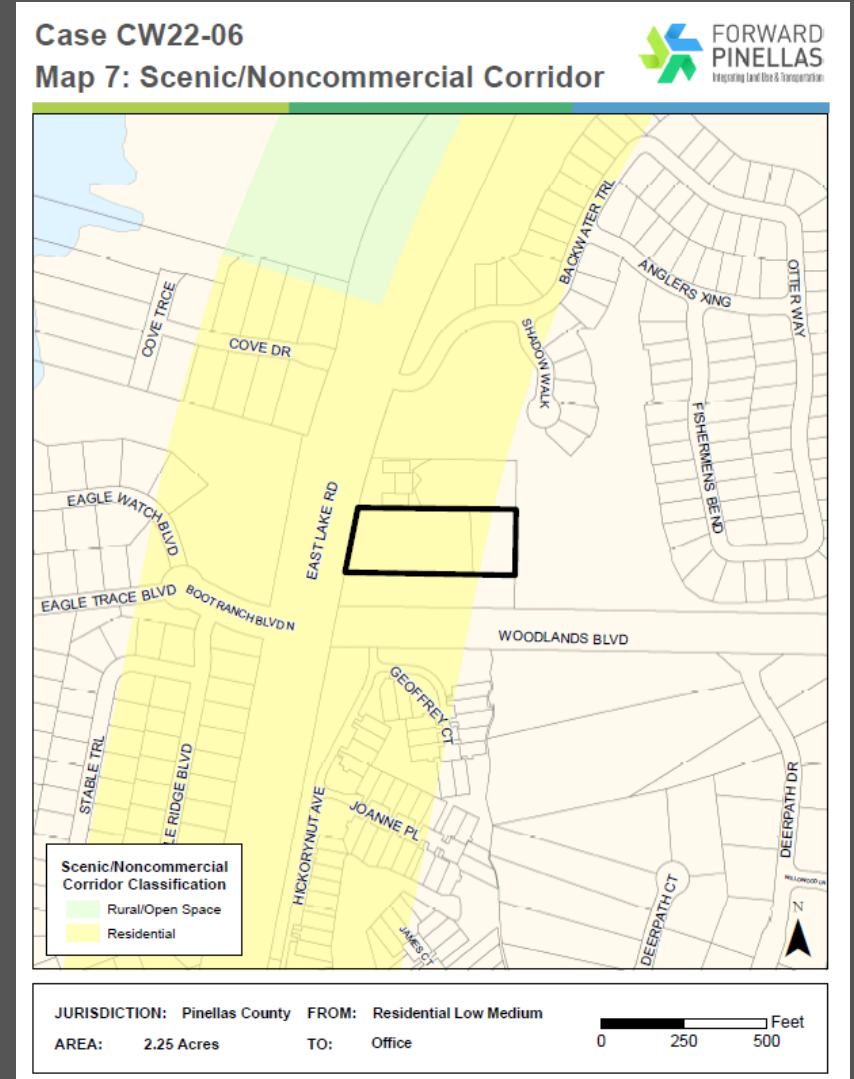 Case CW22-06
Map 7: Scenic/Noncommercial Corridor
FORWARD
PINELLAS
Integrating Land Use & Transportation
BACKWATER TRL
ANGLERS XING
OTTER WAY
COVE TRCE
COVE DR
SHADOW WALK
FISHERMENS BEND
EAGLE WATCH BLVD
EAST LAKE RD
EAGLE TRACE BLVD
BOOT RANCH BLVD N
WOODLANDS BLVD
GEOFFREY CT
STABLE TRL
LE RIDGE BLVD
HICKORYNUT AVE
JOANNE PL
DEERPATH DR
DEERPATH CT
JAMES CT
Scenic/Noncommercial
Corridor Classification
Rural/Open Space
Residential
N
JURISDICTION: Pinellas County FROM: Residential Low Medium
AREA: 2.25 Acres TO: Office
Feet
0 250 500